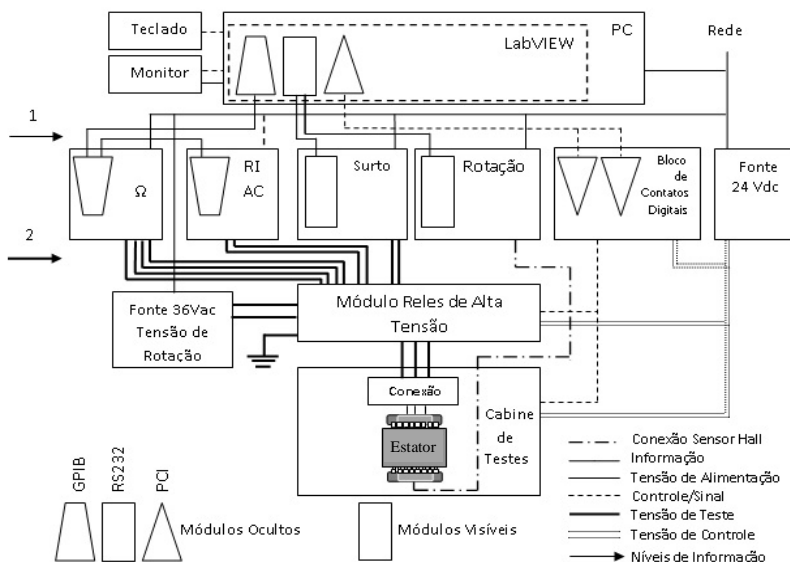 Teclado
Monitor
LabVIEW
PC
Rede
1
2
Ω
RI
AC
Surto
Rotação
Bloco
de
Contatos
Digitais
Fonte
24 Vdc
Fonte 36Vac
Tensão de
Rotação
Módulo Reles de Alta
Tensão
Conexão
Estator
Cabine
de
Testes
GPIB
RS232
PCI
Módulos Ocultos
Módulos Visíveis
Conexão Sensor Hall
Informação
Tensão de Alimentação
Controle/Sinal
Tensão de Teste
Tensão de Controle
Níveis de Informação